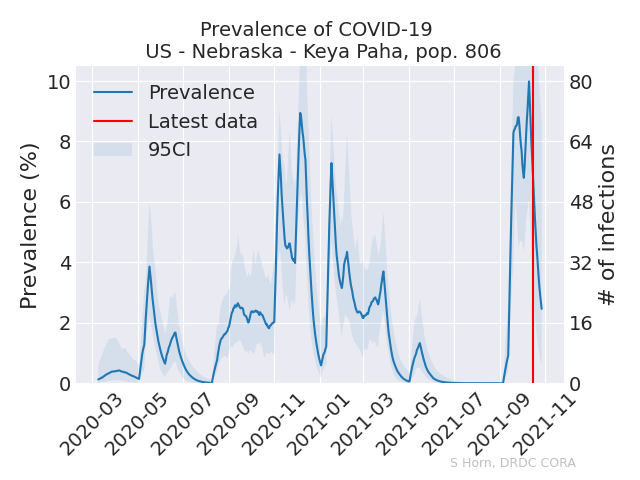 Prevalence of COVID-19
US - Nebraska - Keya Paha, pop. 806
Prevalence
Latest data
95CI
Prevalence (%)
10
8
6
4
2
0
80
64
48
32
16
0
# of infections
2020-03
2020-05
2020-07
2020-09
2020-11
2021-01
2021-03
2021-05
2021-07
2021-09
2021-11
S Horn, DRDC CORA